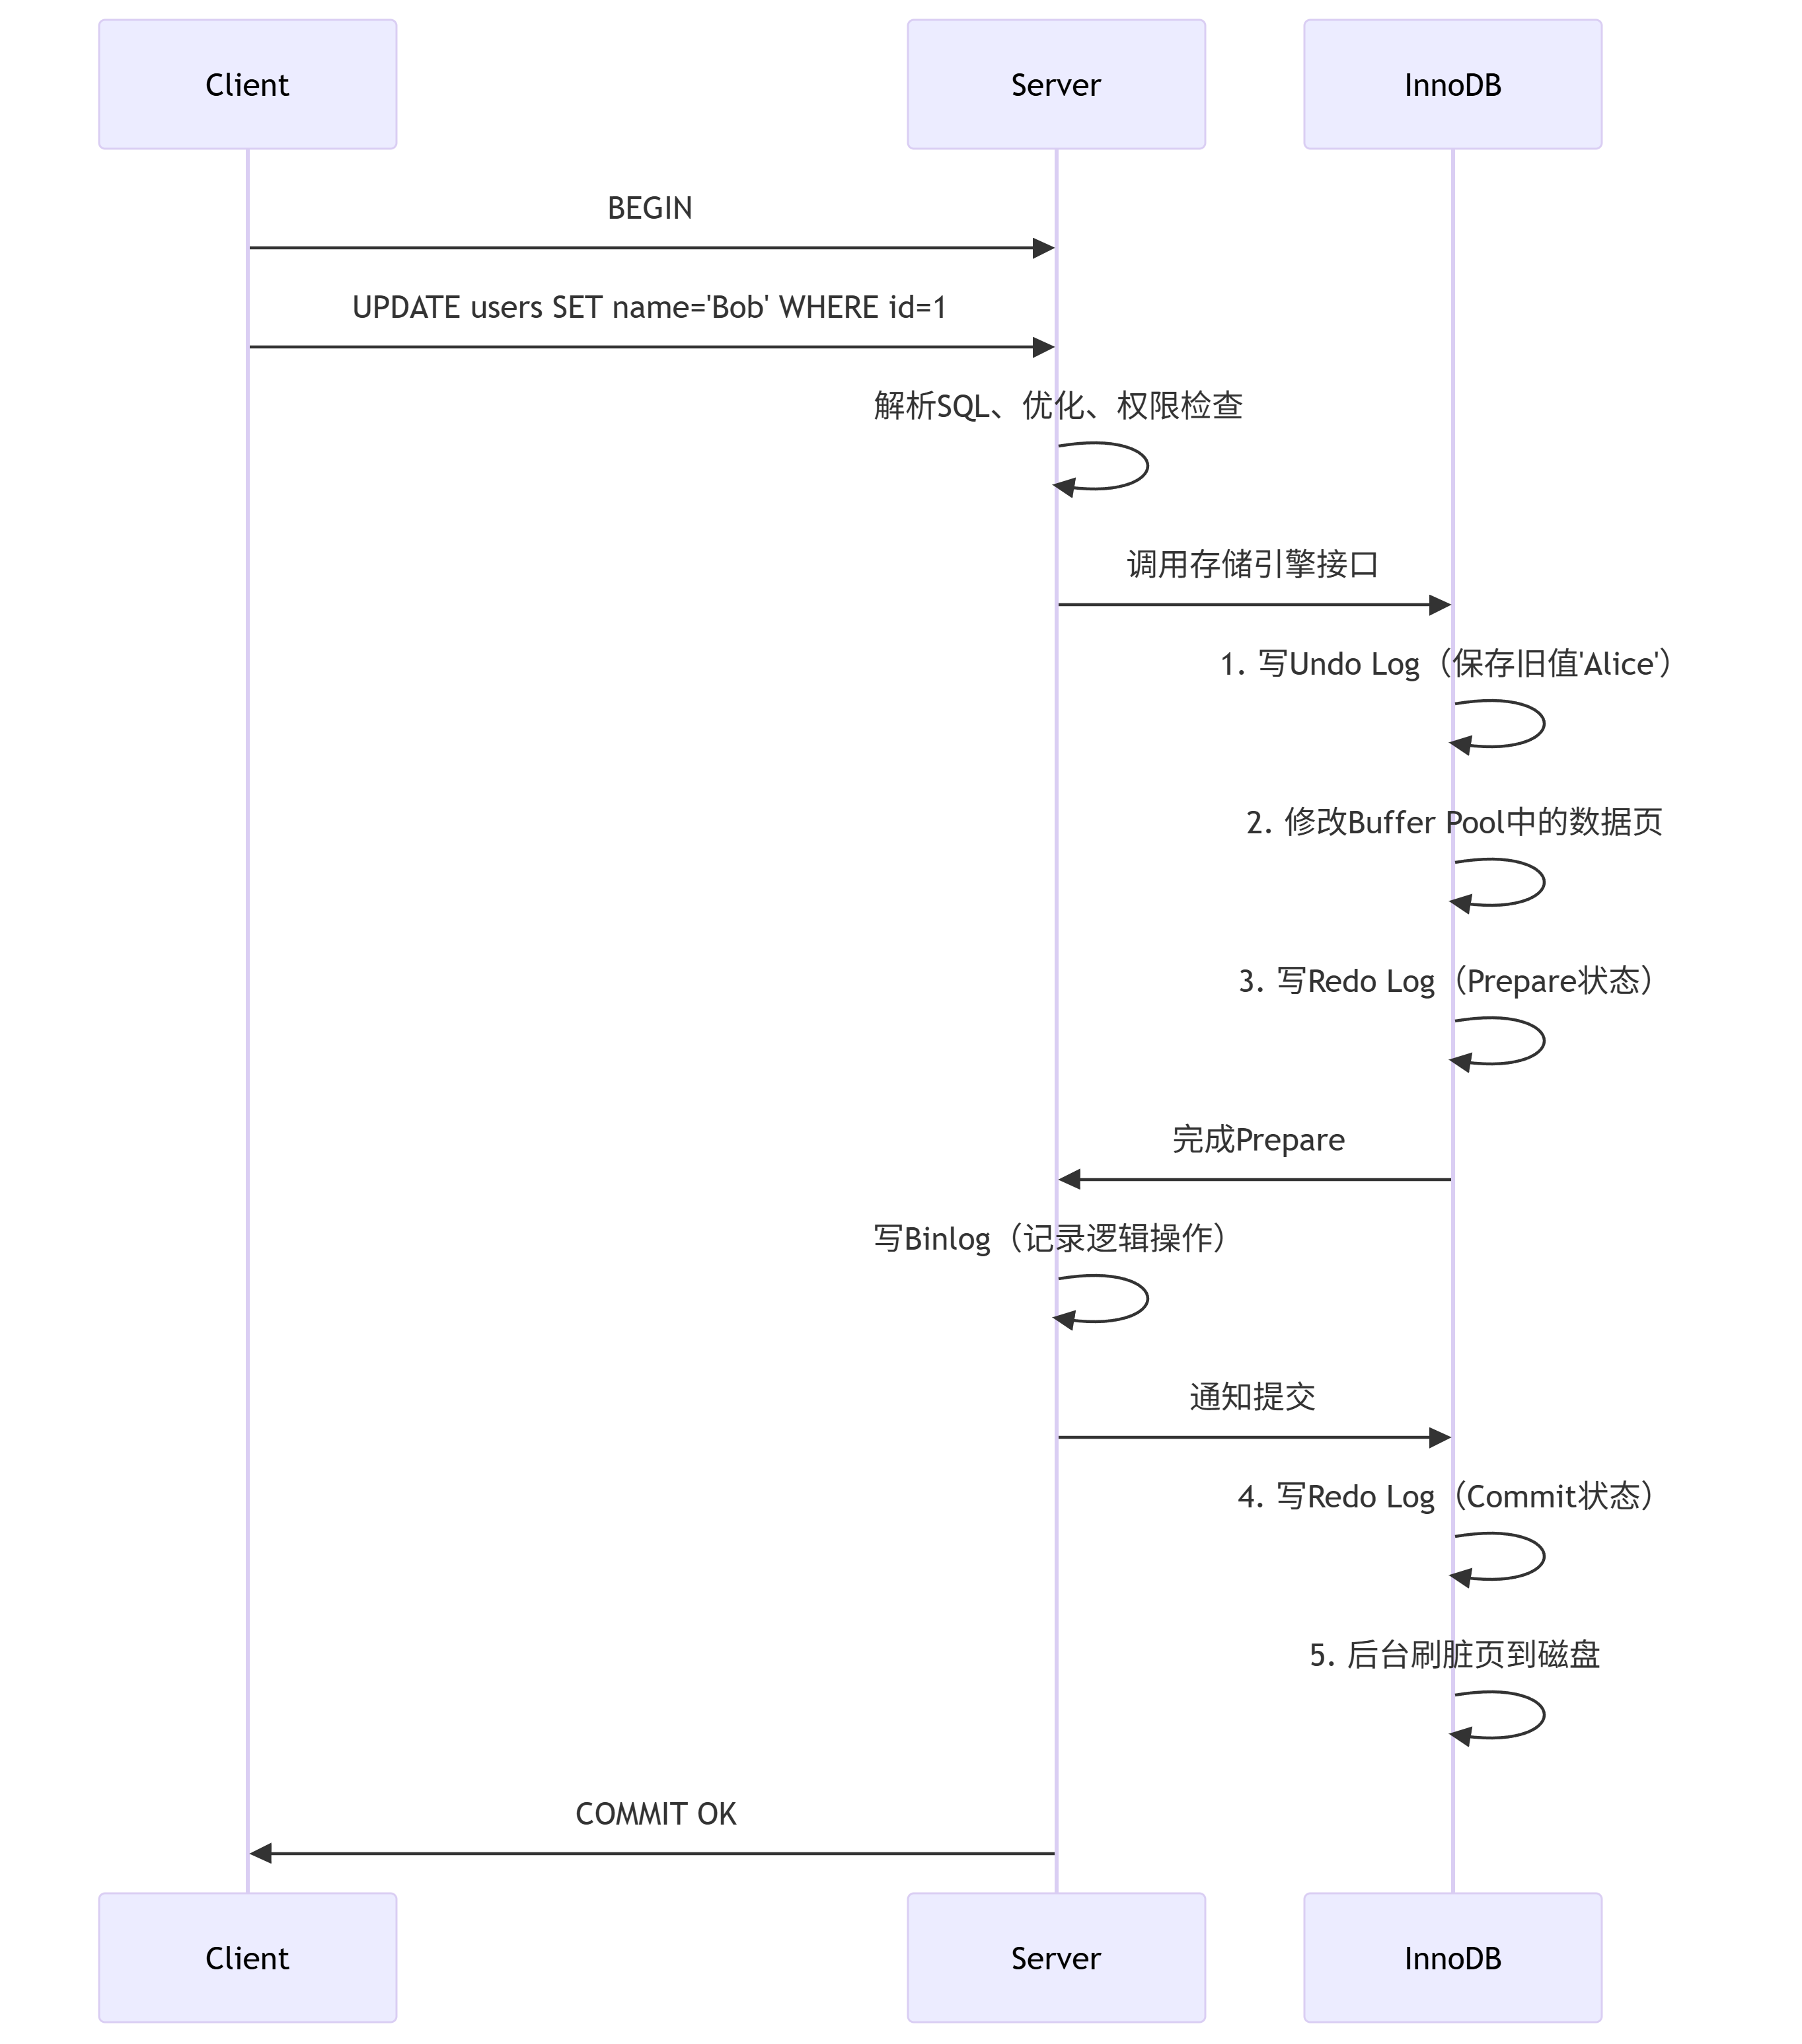 Client
Server
InnoDB
BEGIN
UPDATE users SET name='Bob' WHERE id=1
解析SQL、优化、权限检查
调用存储引擎接口
1. 写Undo Log（保存旧值'Alice'）
2. 修改Buffer Pool中的数据页
3. 写Redo Log（Prepare状态）
完成Prepare
写Binlog（记录逻辑操作）
通知提交
4. 写Redo Log（Commit状态）
5. 后台刷脏页到磁盘
COMMIT OK
Client
Server
InnoDB